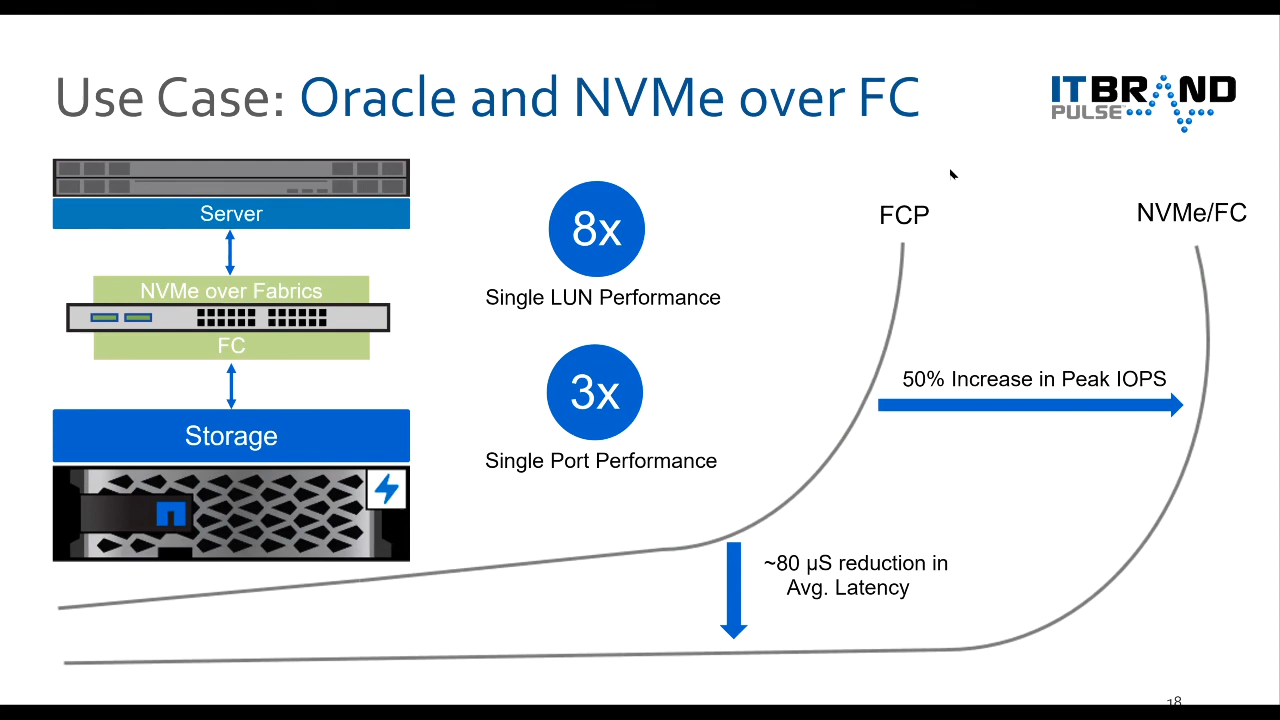 Use Case: Oracle and NVMe over FC
ITBRAND
PULSE
Server
NVMe over Fabrics
FC
Storage
8x
Single LUN Performance
3x
Single Port Performance
FCP
NVMe/FC
50% Increase in Peak IOPS
~80 µS reduction in
Avg. Latency
18